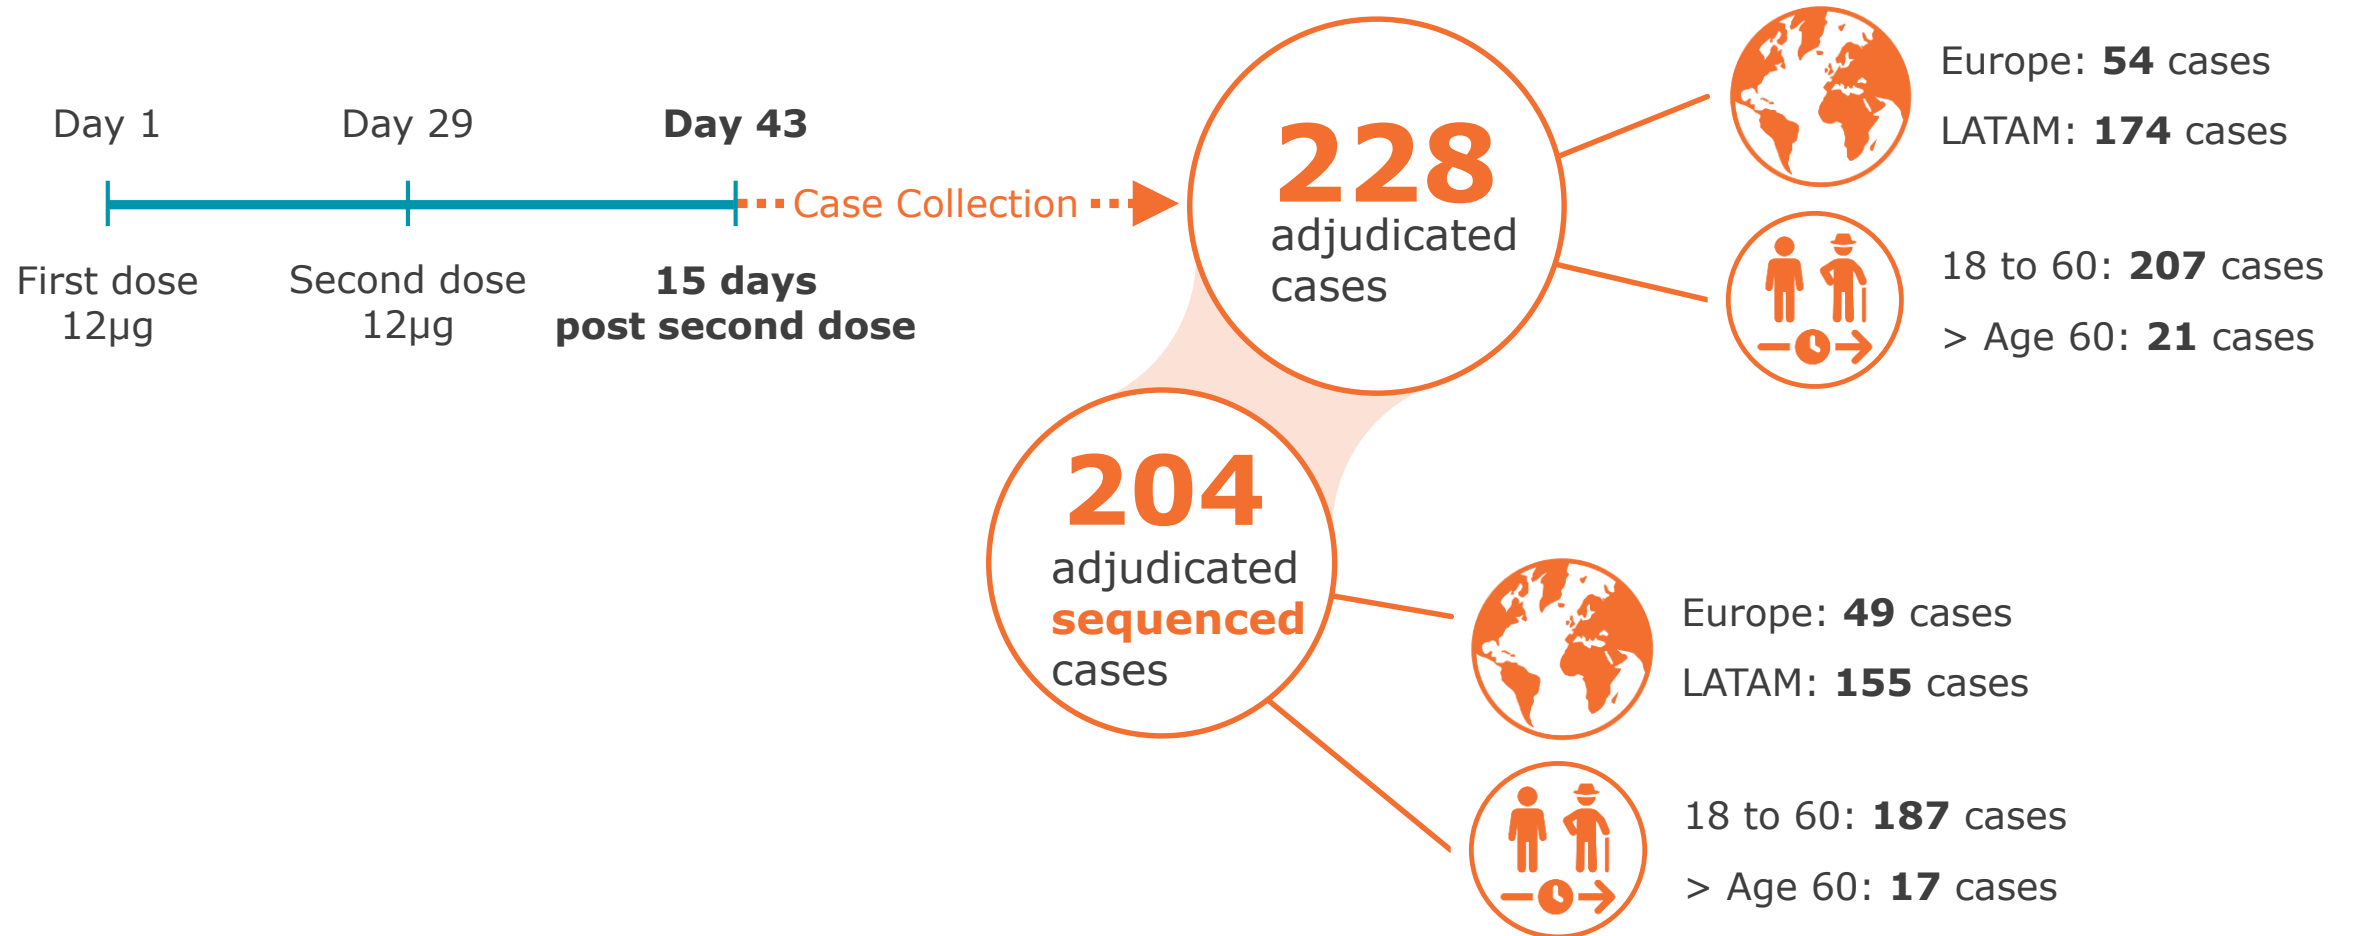 Day 1
Day 29
Day 43
Case Collection
First dose
12µg
Second dose
12µg
15 days
post second dose
228
adjudicated
cases
Europe: 54 cases
LATAM: 174 cases
18 to 60: 207 cases
> Age 60: 21 cases
204
adjudicated
sequenced
cases
Europe: 49 cases
LATAM: 155 cases
18 to 60: 187 cases
> Age 60: 17 cases